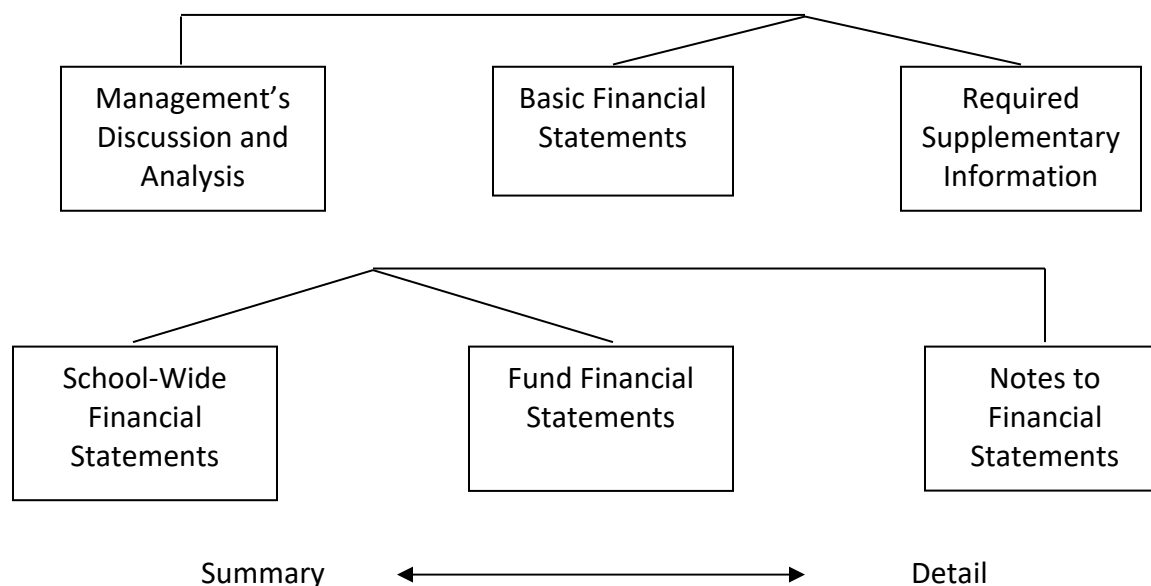 Management’s
Discussion and
Analysis
Basic Financial
Statements
Required
Supplementary
Information
School-Wide
Financial
Statements
Fund Financial
Statements
Notes to
Financial
Statements
Summary
Detail